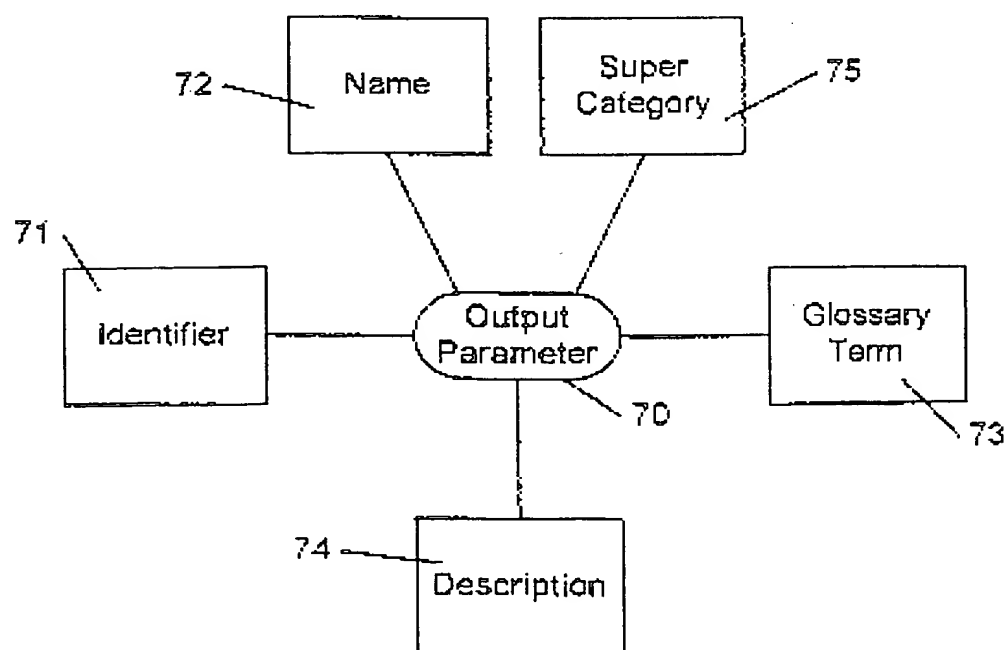 72
Name
Super
Category
75
71
Identifier
Output
Parameter
70
Glossary
Term
73
74
Description